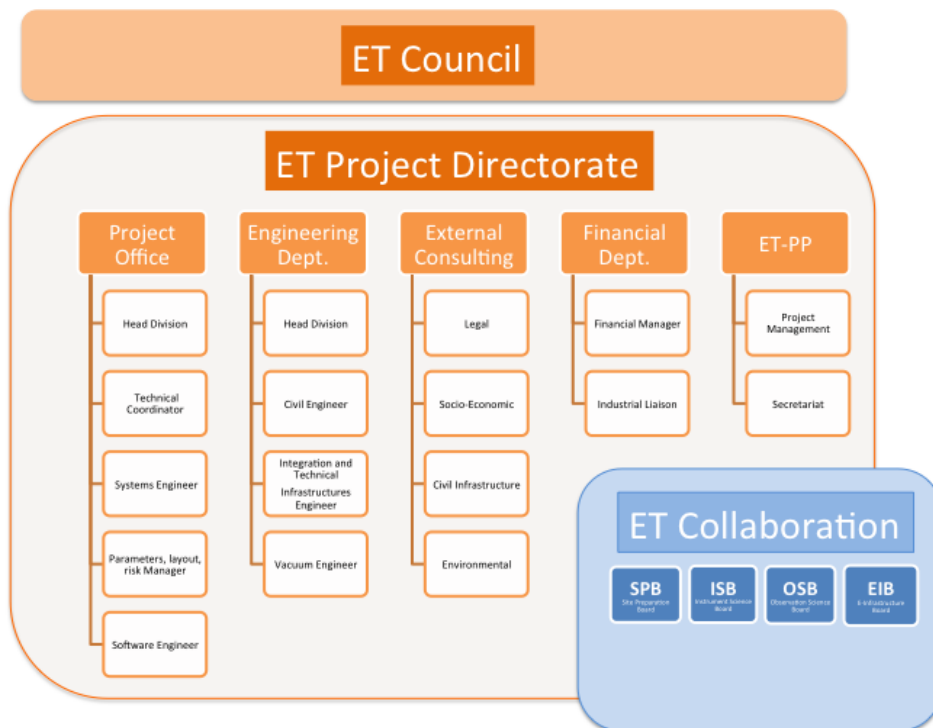 ET Council
ET Project Directorate
Project
Office
Head Division
Technical
Coordinator
Systems Engineer
Parameters, layout,
risk Manager
Software Engineer
Engineering
Dept.
Head Division
Civil Engineer
Integration and
Technical
Infrastructures
Engineer
Vacuum Engineer
External
Consulting
Legal
Socio-Economic
Civil Infrastructure
Environmental
Financial
Dept.
Financial Manager
Industrial Liaison
ET-PP
Project
Management
Secretariat
ET Collaboration
SPB
Site Preparation
Board
ISB
Instrument Science
Board
OSB
Observation Science
Board
EIB
E-Infrastructure
Board